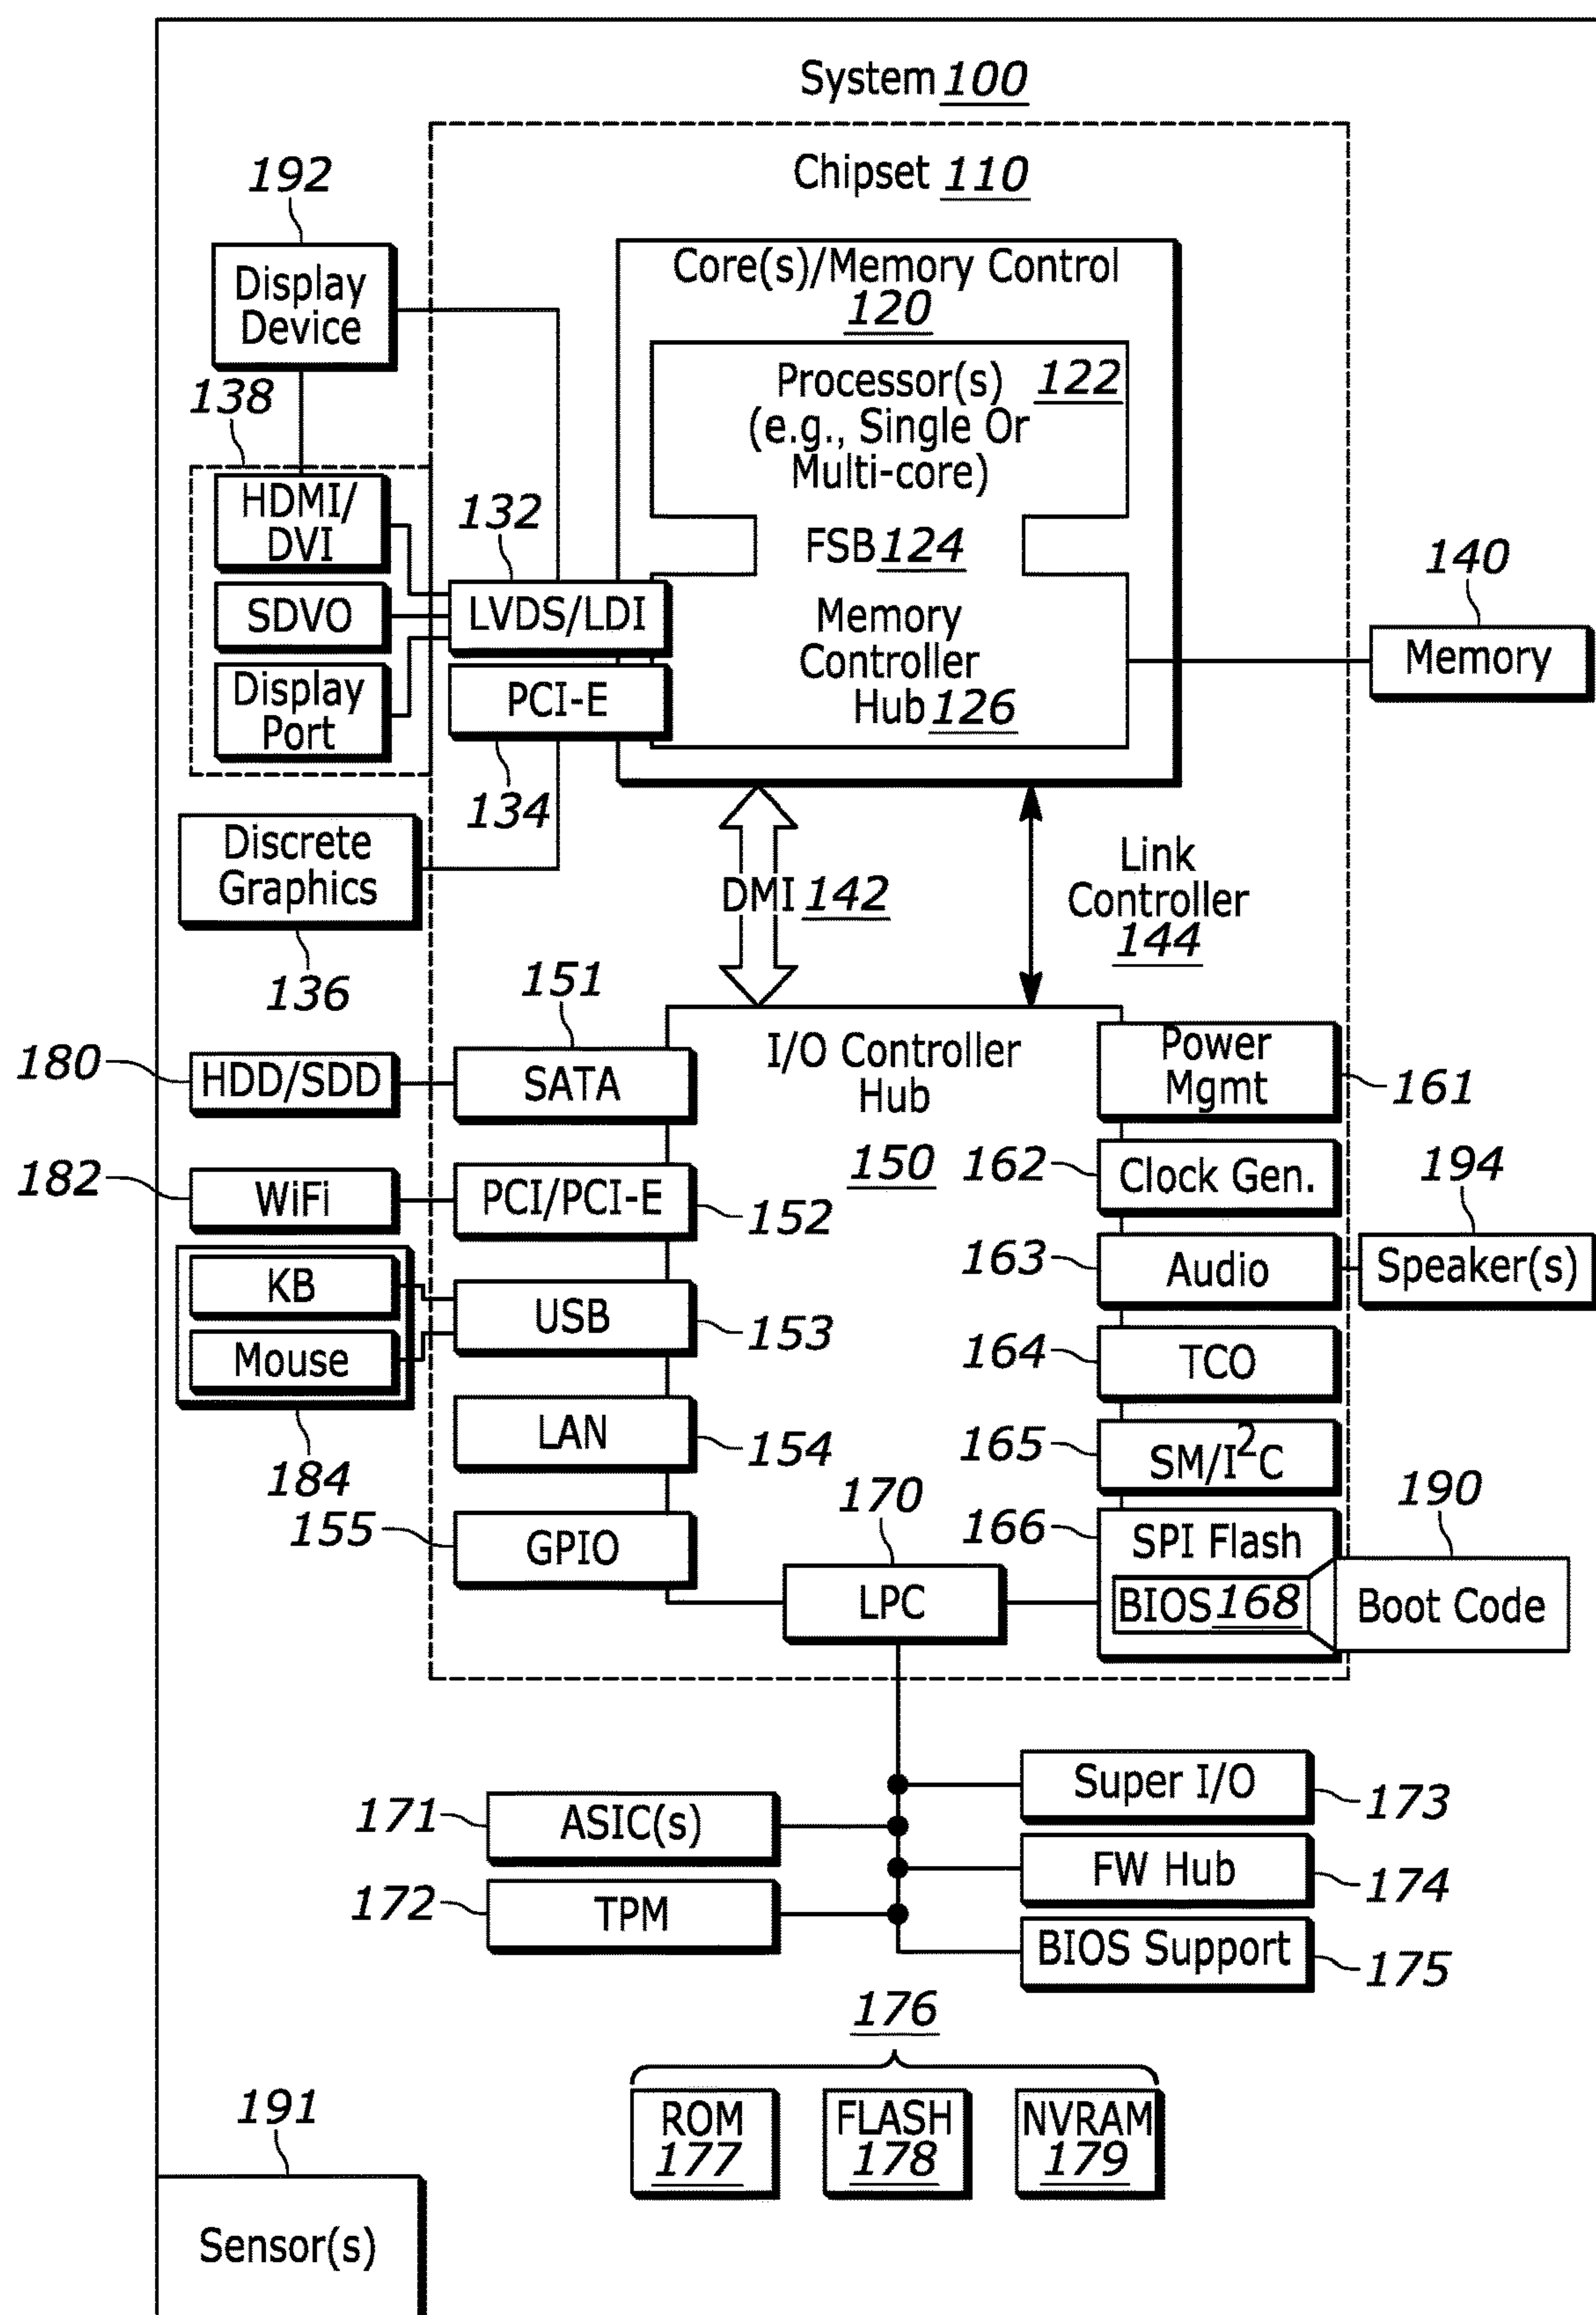 System 100
Chipset 110
192
Display
Device
Core(s)/Memory Control
120
Processor(s) 122
(e.g., Single Or
Multi-core)
138
HDMI/
DVI
SDVO
Display
Port
132
LVDS/LDI
PCI-E
134
FSB 124
Memory
Controller
Hub 126
140
Memory
Discrete
Graphics
136
DMI 142
Link
Controller
144
151
I/O Controller
Hub
150
180
HDD/SDD
SATA
Power
Mgmt
161
182
WiFi
PCI/PCI-E
152
162
Clock Gen.
194
KB
Mouse
184
USB
153
163
Audio
Speaker(s)
164
TCO
LAN
154
165
SM/I²C
155
GPIO
170
LPC
166
SPI Flash
BIOS 168
190
Boot Code
171
ASIC(s)
Super I/O
173
172
TPM
FW Hub
174
BIOS Support
175
176
ROM
177
FLASH
178
NVRAM
179
191
Sensor(s)